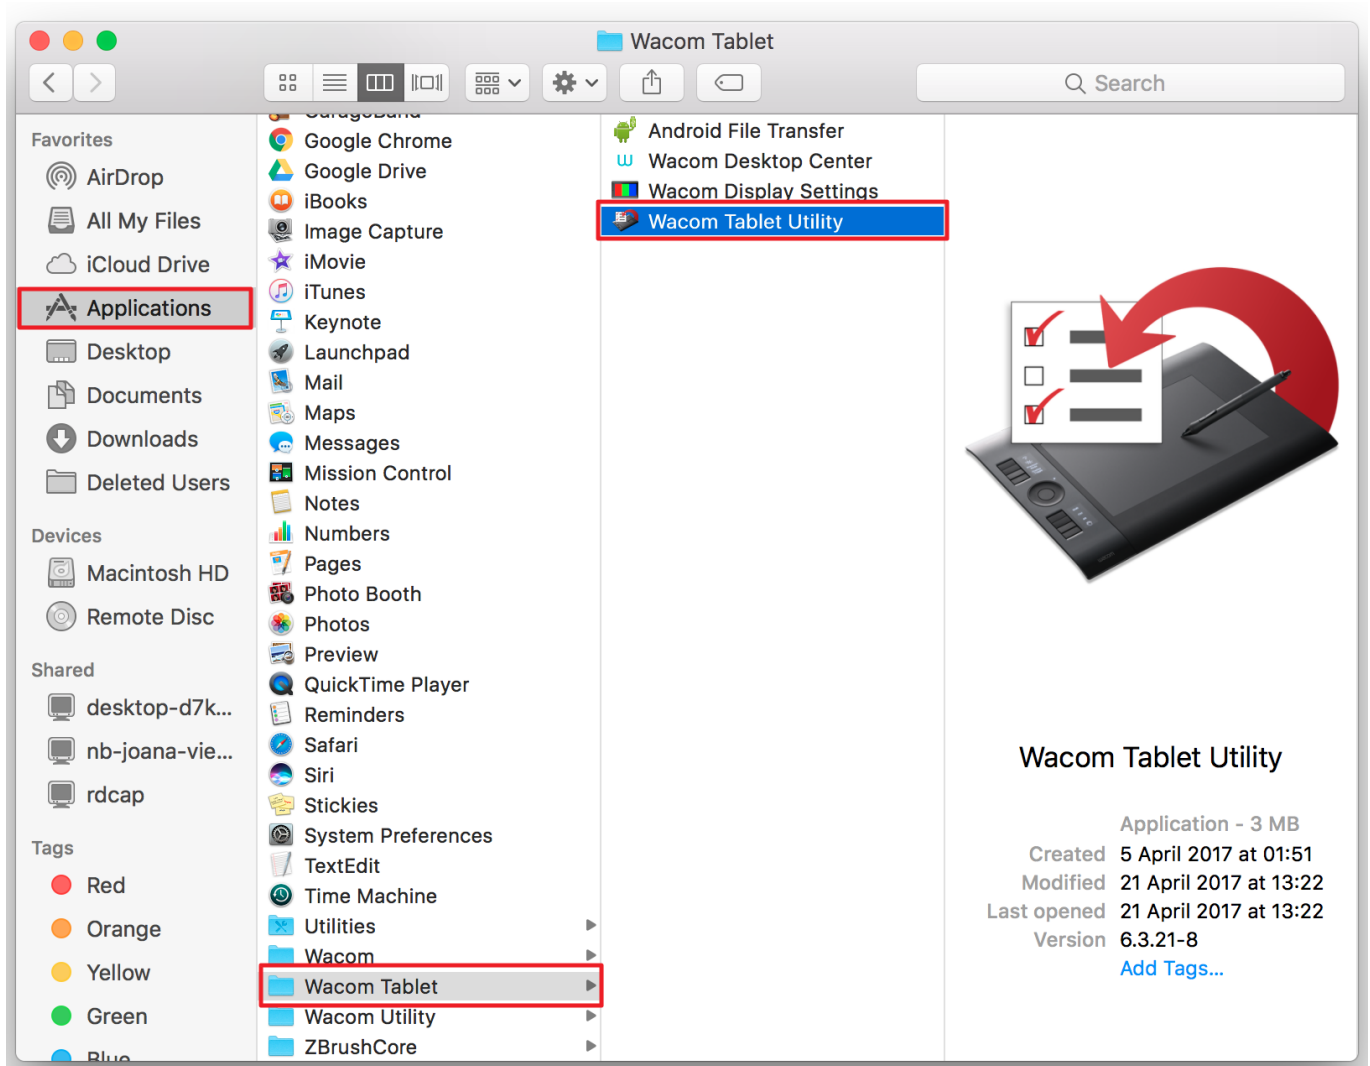 Wacom Tablet
Search
Favorites
AirDrop
All My Files
iCloud Drive
Applications
Desktop
Documents
Downloads
Deleted Users
Devices
Macintosh HD
Remote Disc
Shared
desktop-d7k...
nb-joana-vie...
rdcap
Tags
Red
Orange
Yellow
Green
Blue
GarageBand
Google Chrome
Google Drive
iBooks
Image Capture
iMovie
iTunes
Keynote
Launchpad
Mail
Maps
Messages
Mission Control
Notes
Numbers
Pages
Photo Booth
Photos
Preview
QuickTime Player
Reminders
Safari
Siri
Stickies
System Preferences
TextEdit
Time Machine
Utilities
Wacom
Wacom Tablet
Wacom Utility
ZBrushCore
Android File Transfer
Wacom Desktop Center
Wacom Display Settings
Wacom Tablet Utility
Wacom Tablet Utility
Application - 3 MB
Created 5 April 2017 at 01:51
Modified 21 April 2017 at 13:22
Last opened 21 April 2017 at 13:22
Version 6.3.21-8
Add Tags...